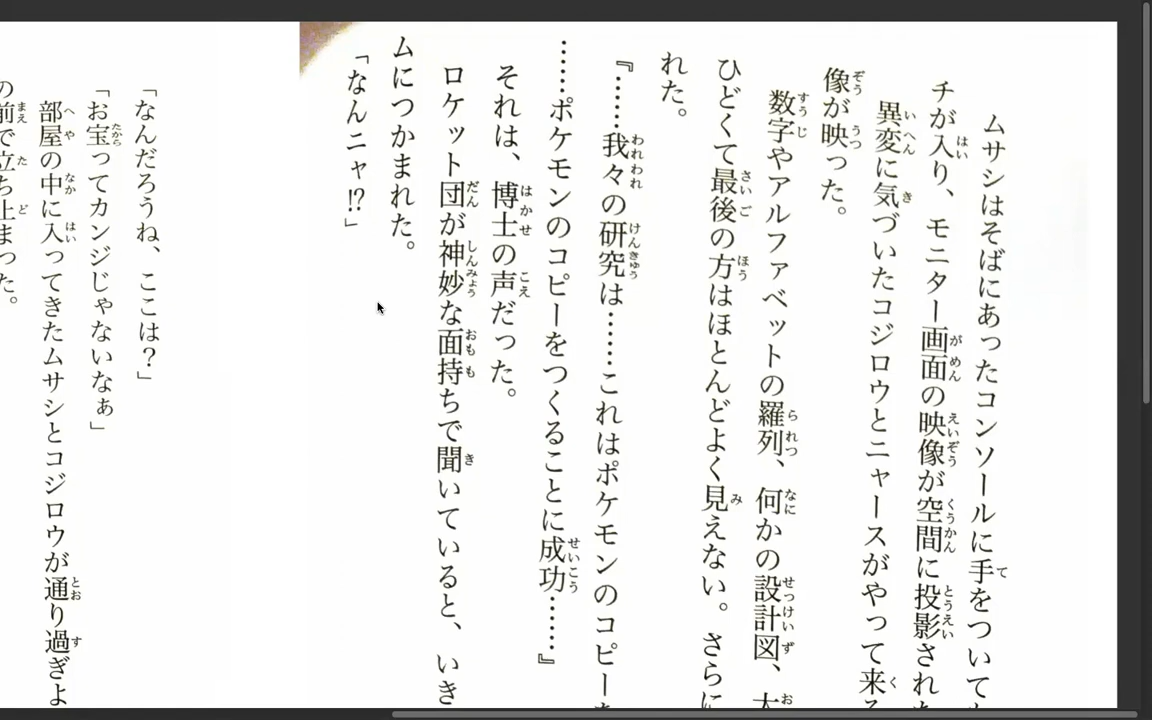 ムサシはそばにあったコンソールに手をついて
チが入り、モニター画面の映像が空間に投影され
異変に気づいたコジロウとニャースがやって来
像が映った。
数字やアルファベットの羅列、何かの設計図、
ひどくて最後の方はほとんどよく見えない。さらに
れた。
『……我々の研究は……これはポケモンのコピー
……ポケモンのコピーをつくることに成功……』
それは、博士の声だった。
ロケット団が神妙な面持ちで聞いていると、いき
ムにつかまれた。
「なんニャ!?」
「なんだろうね、ここは？」
「お宝ってカンジじゃないなぁ」
部屋の中に入ってきたムサシとコジロウが通り過ぎよ
の前で立ち止まった。